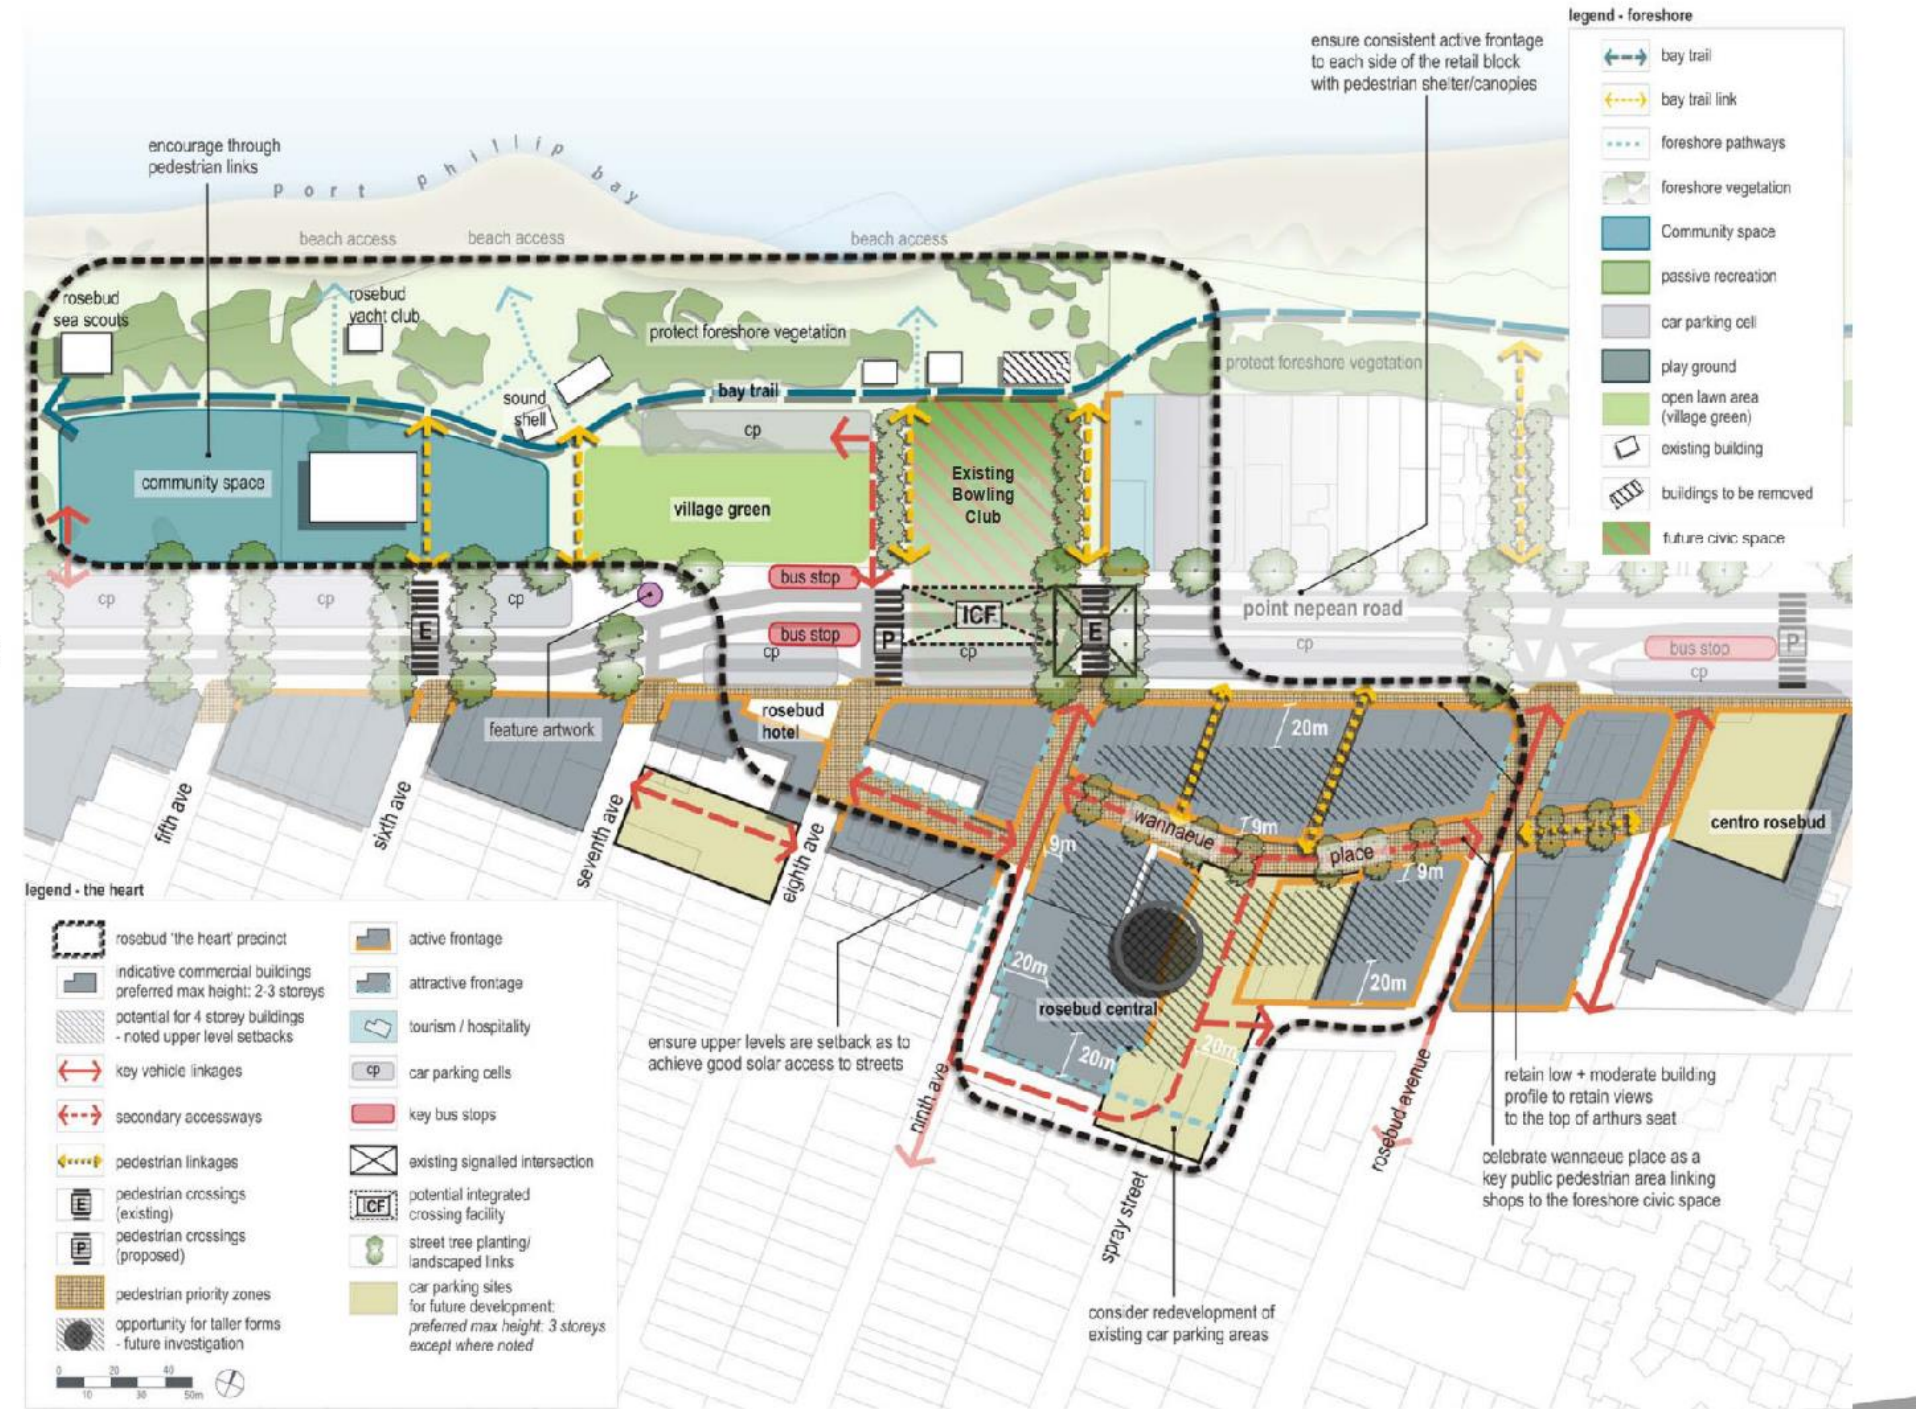 legend - foreshore
bay trail
bay trail link
foreshore pathways
foreshore vegetation
Community space
passive recreation
car parking cell
play ground
open lawn area
(village green)
existing building
buildings to be removed
future civic space
ensure consistent active frontage
to each side of the retail block
with pedestrian shelter/canopies
encourage through
pedestrian links
port phillip bay
beach access
beach access
beach access
rosebud
sea scouts
rosebud
yacht club
protect foreshore vegetation
protect foreshore vegetation
bay trail
sound
shell
cp
community space
village green
Existing
Bowling
Club
bus stop
cp
cp
cp
E
ICF
E
P
bus stop
cp
cp
point nepean road
cp
bus stop
P
cp
feature artwork
rosebud
hotel
20m
fifth ave
sixth ave
seventh ave
eighth ave
wannaeue
place
9m
9m
9m
centro rosebud
20m
20m
rosebud central
20m
20m
ninth ave
spray street
rosebud avenue
ensure upper levels are setback as to
achieve good solar access to streets
retain low + moderate building
profile to retain views
to the top of arthurs seat
celebrate wannaeue place as a
key public pedestrian area linking
shops to the foreshore civic space
consider redevelopment of
existing car parking areas
legend - the heart
rosebud 'the heart' precinct
indicative commercial buildings
preferred max height: 2-3 storeys
potential for 4 storey buildings
- noted upper level setbacks
key vehicle linkages
secondary accessways
pedestrian linkages
E
pedestrian crossings
(existing)
P
pedestrian crossings
(proposed)
pedestrian priority zones
opportunity for taller forms
- future investigation
active frontage
attractive frontage
tourism / hospitality
cp
car parking cells
key bus stops
existing signalled intersection
ICF
potential integrated
crossing facility
street tree planting/
landscaped links
car parking sites
for future development:
preferred max height: 3 storeys
except where noted
0 20 40
10 30 50m